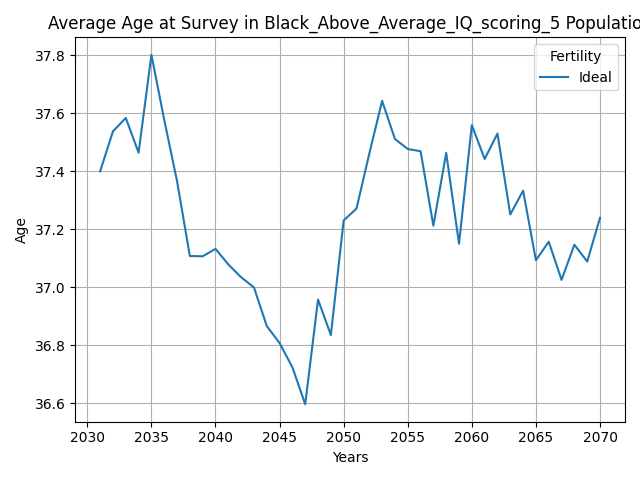 Average Age at Survey in Black_Above_Average_IQ_scoring_5 Populatio
Fertility
Ideal
Age
37.8
37.6
37.4
37.2
37.0
36.8
36.6
2030 2035 2040 2045 2050 2055 2060 2065 2070
Years